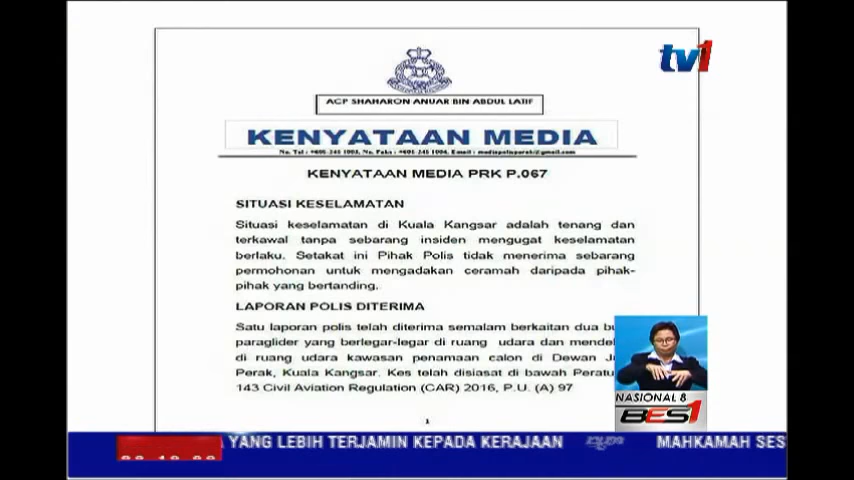 tv1
ACP SHAHARON ANUAR BIN ABDUL LATIF
KENYATAAN MEDIA
KENYATAAN MEDIA PRK P.067
SITUASI KESELAMATAN
Situasi keselamatan di Kuala Kangsar adalah tenang dan
terkawal tanpa sebarang insiden mengugat keselamatan
berlaku. Setakat ini Pihak Polis tidak menerima sebarang
permohonan untuk mengadakan ceramah daripada pihak-
pihak yang bertanding.
LAPORAN POLIS DITERIMA
Satu laporan polis telah diterima semalam berkaitan dua
paraglider yang berlegar-legar di ruang udara dan
di ruang udara kawasan penamaan calon di Dewan
Perak, Kuala Kangsar. Kes telah disiasat di bawah
143 Civil Aviation Regulation (CAR) 2016, P.U. (A) 97
1
NASIONAL 8
BES1
YANG LEBIH TERJAMIN KEPADA KERAJAAN MAHKAMAH